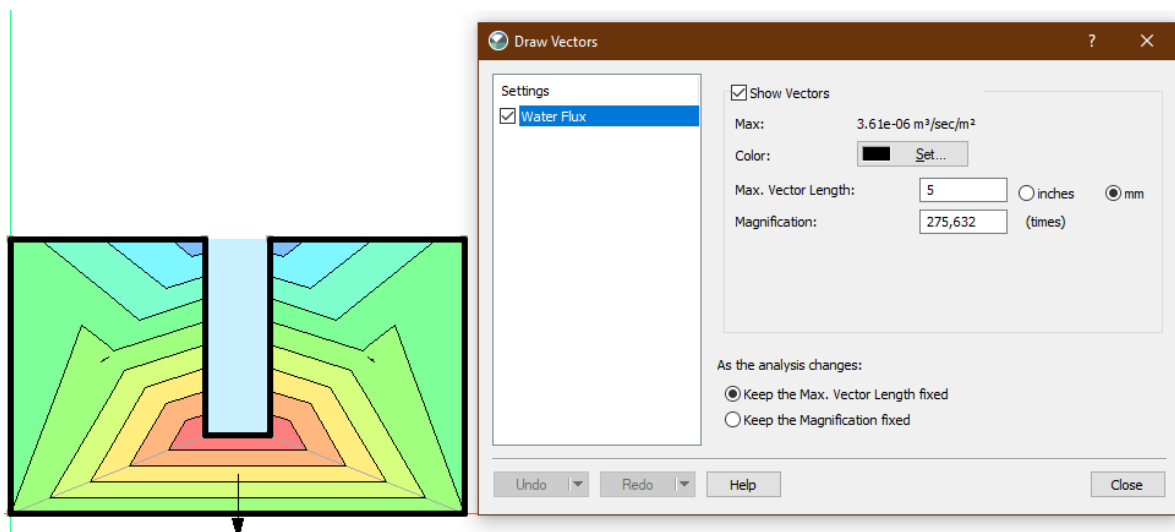 Draw Vectors
Settings
Water Flux
Show Vectors
Max: 3.61e-06 m³/sec/m²
Color: Set...
Max. Vector Length: 5 inches mm
Magnification: 275,632 (times)
As the analysis changes:
Keep the Max. Vector Length fixed
Keep the Magnification fixed
Undo Redo Help Close